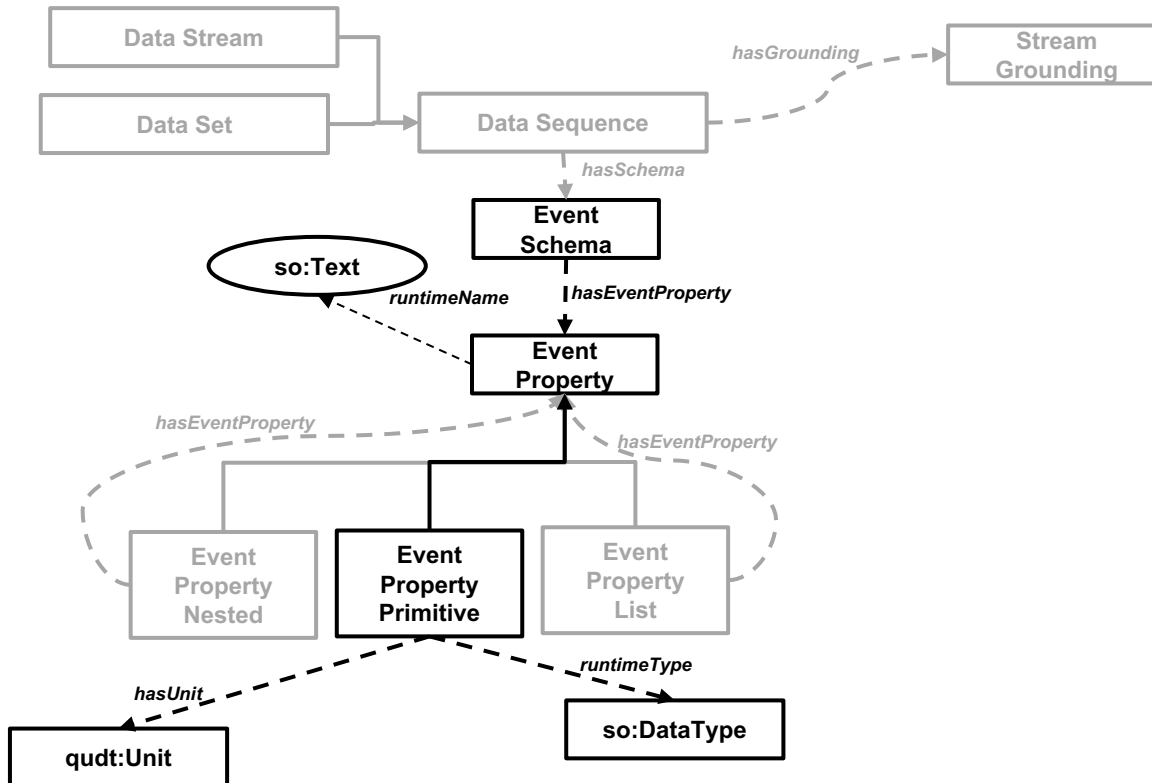 Data Stream
hasGrounding
Stream
Grounding
Data Set
Data Sequence
hasSchema
Event
Schema
so:Text
runtimeName
hasEventProperty
Event
Property
hasEventProperty
hasEventProperty
Event
Property
Nested
Event
Property
Primitive
Event
Property
List
hasUnit
runtimeType
qudt:Unit
so:DataType